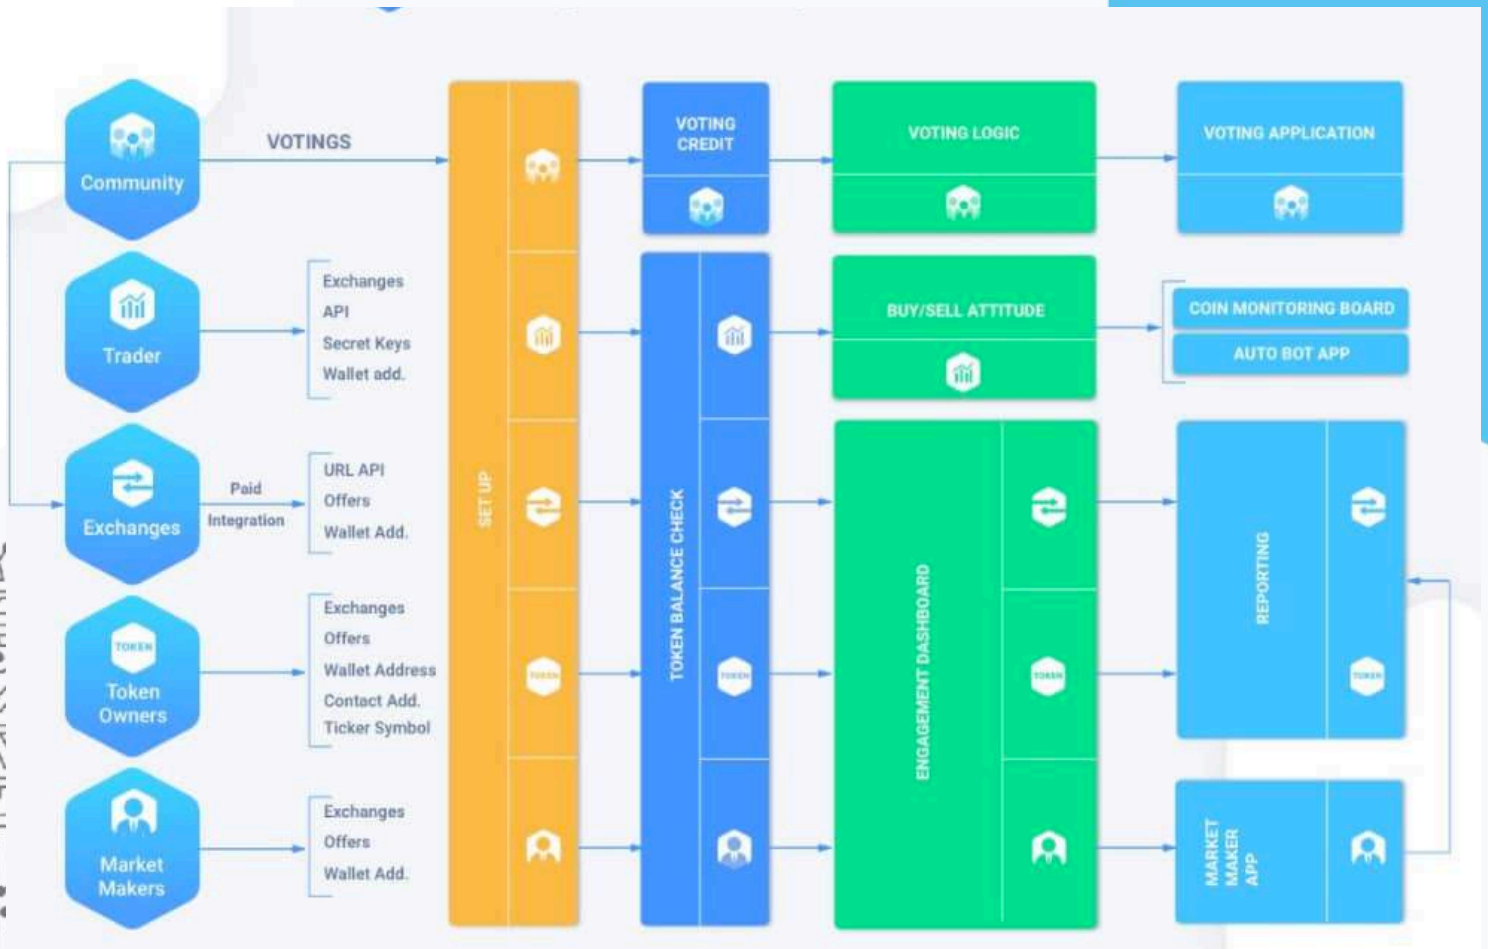 Community
VOTINGS
VOTING
CREDIT
VOTING LOGIC
VOTING APPLICATION
Trader
Exchanges
API
Secret Keys
Wallet add.
BUY/SELL ATTITUDE
COIN MONITORING BOARD
AUTO BOT APP
Exchanges
Paid
Integration
URL API
Offers
Wallet Add.
SET UP
TOKEN BALANCE CHECK
ENGAGEMENT DASHBOARD
REPORTING
TOKEN
Token
Owners
Exchanges
Offers
Wallet Address
Contact Add.
Ticker Symbol
TOKEN
TOKEN
TOKEN
TOKEN
Market
Makers
Exchanges
Offers
Wallet Add.
MARKET
MAKER
APP